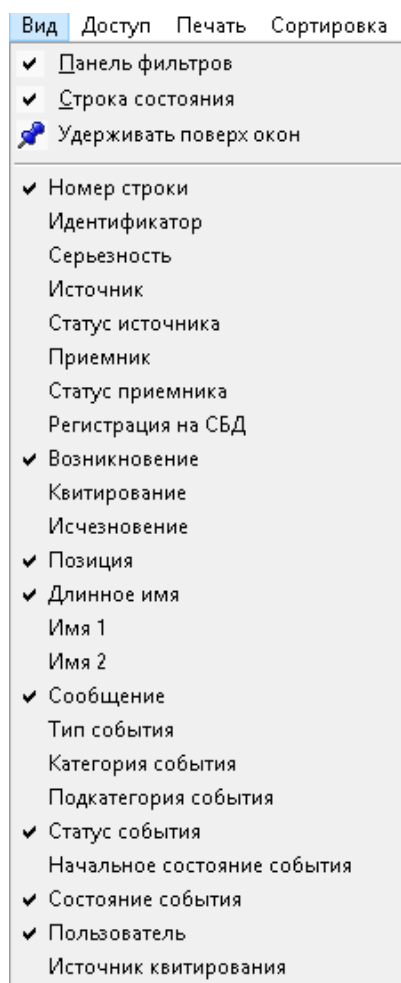 Вид Доступ Печать Сортировка
Панель фильтров
Строка состояния
Удерживать поверх окон
Номер строки
Идентификатор
Серьезность
Источник
Статус источника
Приемник
Статус приемника
Регистрация на СБД
Возникновение
Квитирование
Исчезновение
Позиция
Длинное имя
Имя 1
Имя 2
Сообщение
Тип события
Категория события
Подкатегория события
Статус события
Начальное состояние события
Состояние события
Пользователь
Источник квитирования